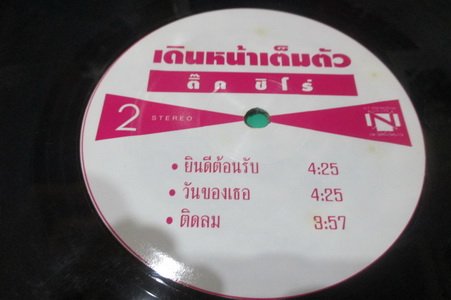 เดินหน้าเต็มตัว
ติ๊ก ชิโร่
2 STEREO
• ยินดีต้อนรับ 4:25
• วันของเธอ 4:25
• ติดลม 3:57